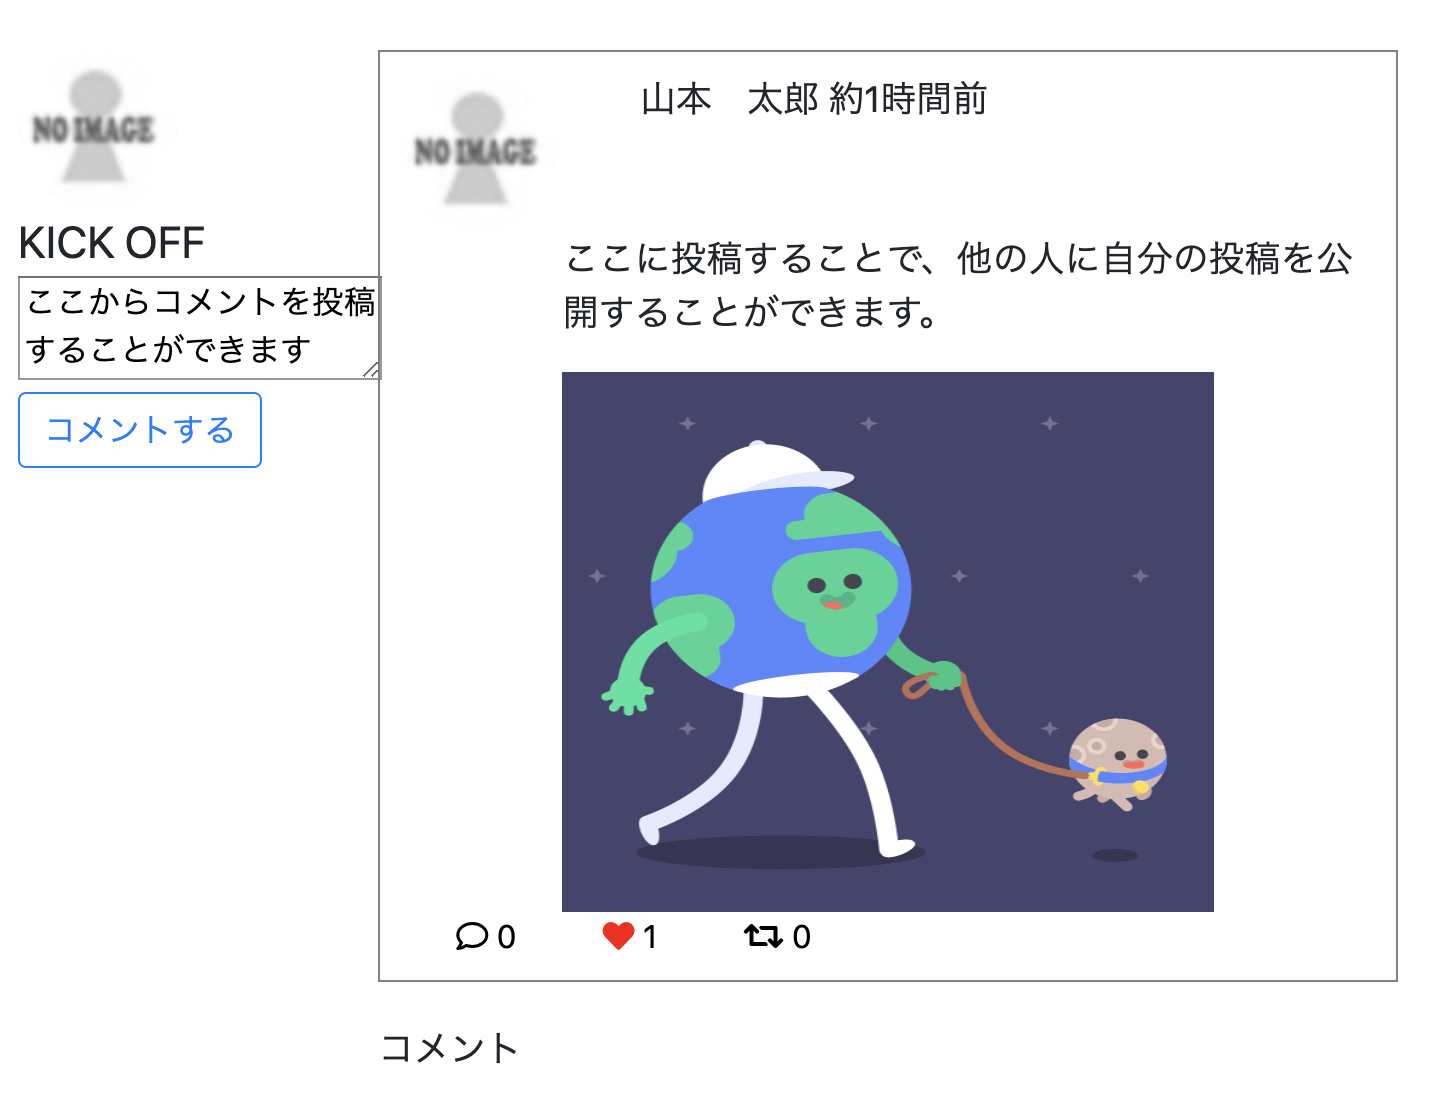 NO IMAGE
KICK OFF
ここからコメントを投稿
することができます
コメントする
NO IMAGE
山本　太郎 約1時間前
ここに投稿することで、他の人に自分の投稿を公
開することができます。
0 1 0
コメント